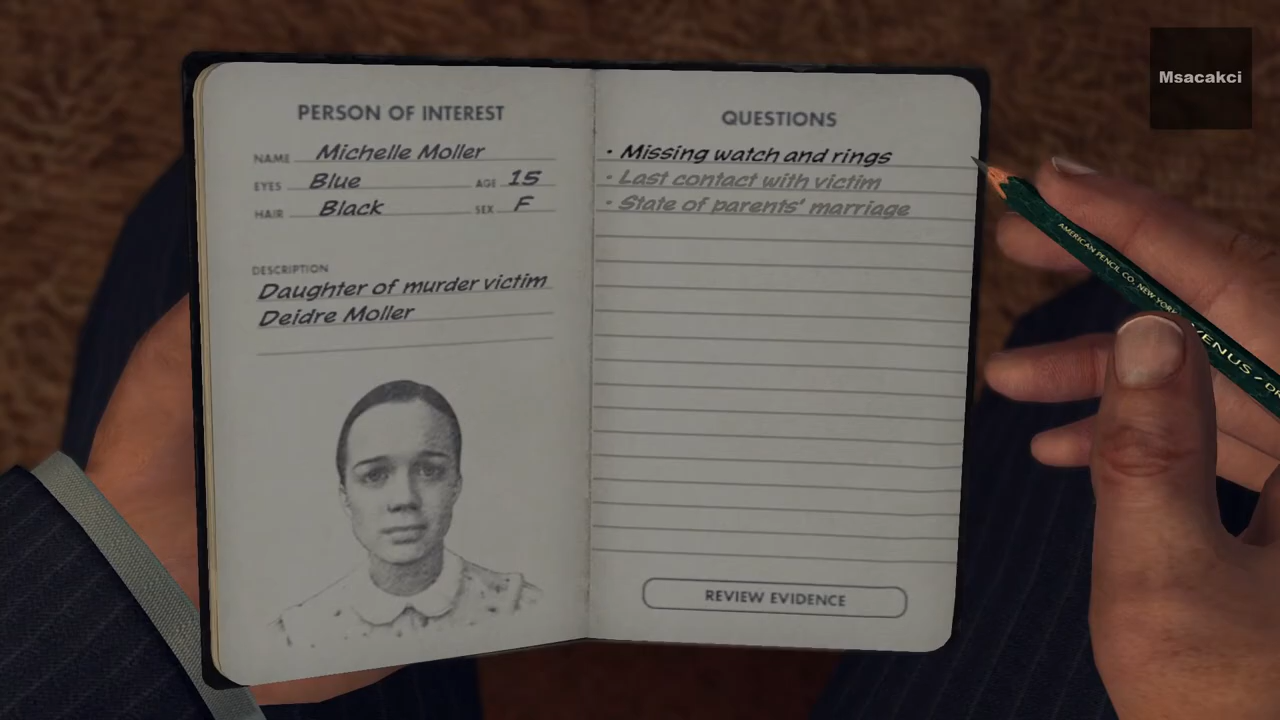 Msacakci
PERSON OF INTEREST
NAME Michelle Moller
EYES Blue AGE 15
HAIR Black SEX F
DESCRIPTION
Daughter of murder victim
Deidre Moller
QUESTIONS
• Missing watch and rings
• Last contact with victim
• State of parents' marriage
REVIEW EVIDENCE
AMERICAN PENCIL CO. NEW YORK
VENUS